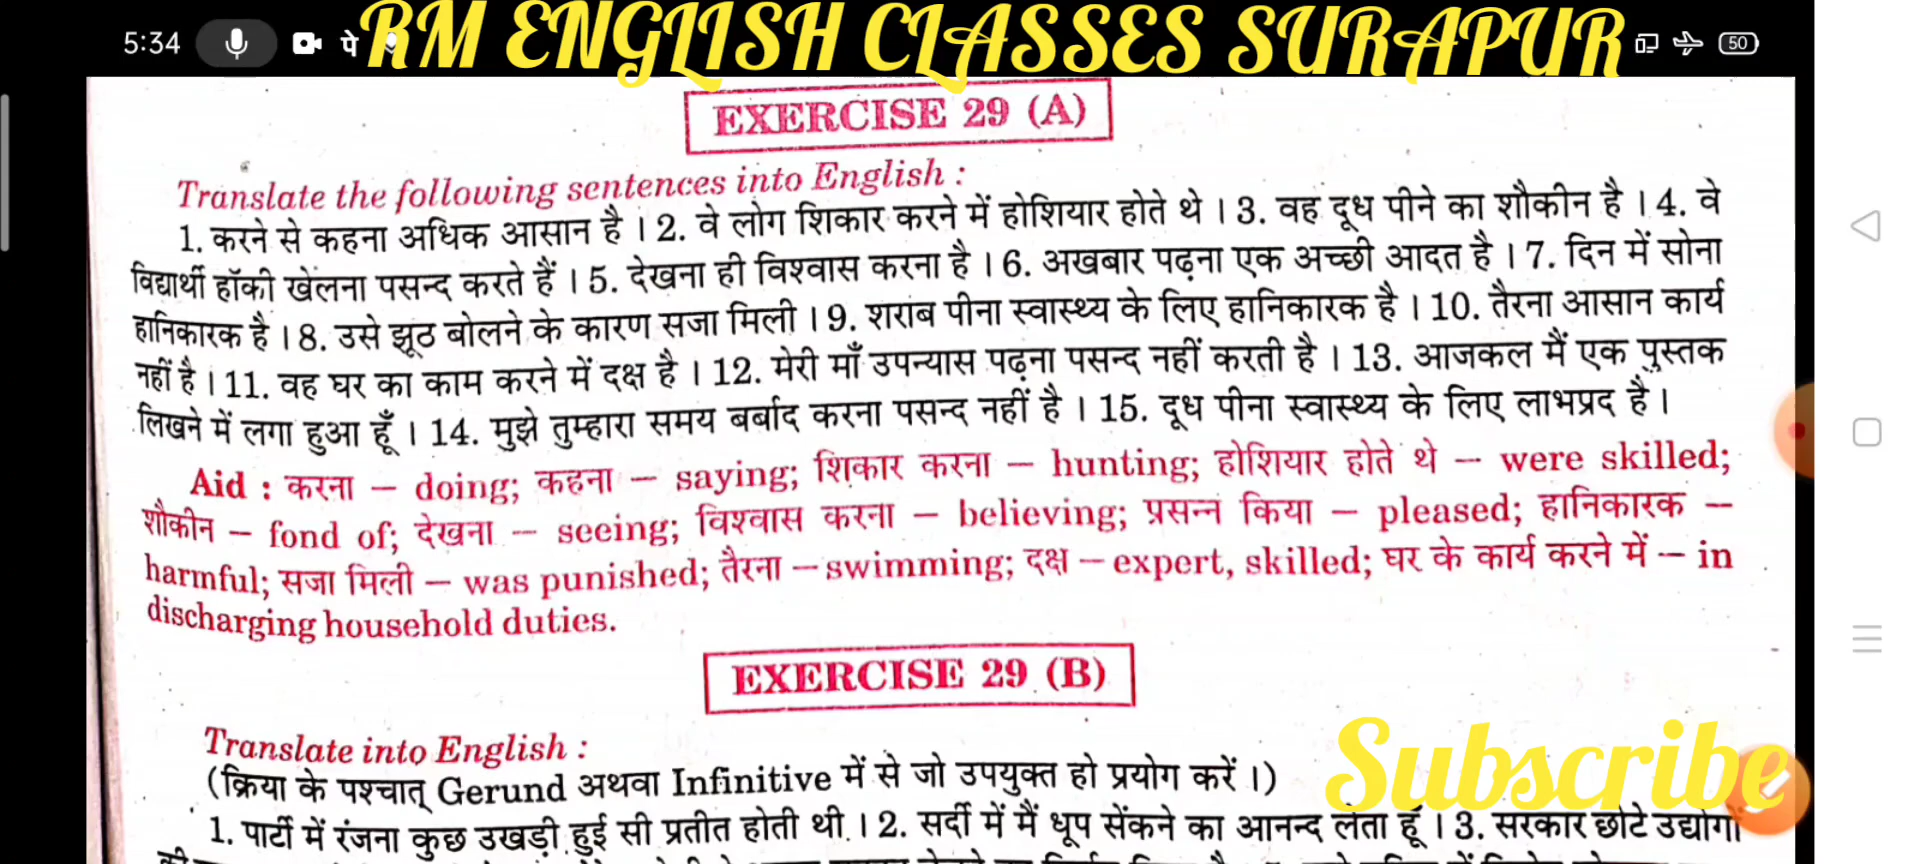 5:34 पे RM ENGLISH CLASSES SURAPUR 50
EXERCISE 29 (A)
Translate the following sentences into English :
1. करने से कहना अधिक आसान है । 2. वे लोग शिकार करने में होशियार होते थे । 3. वह दूध पीने का शौकीन है । 4. वे
विद्यार्थी हॉकी खेलना पसन्द करते हैं । 5. देखना ही विश्वास करना है । 6. अखबार पढ़ना एक अच्छी आदत है । 7. दिन में सोना
हानिकारक है । 8. उसे झूठ बोलने के कारण सजा मिली । 9. शराब पीना स्वास्थ्य के लिए हानिकारक है । 10. तैरना आसान कार्य
नहीं है । 11. वह घर का काम करने में दक्ष है । 12. मेरी माँ उपन्यास पढ़ना पसन्द नहीं करती है । 13. आजकल मैं एक पुस्तक
लिखने में लगा हुआ हूँ । 14. मुझे तुम्हारा समय बर्बाद करना पसन्द नहीं है । 15. दूध पीना स्वास्थ्य के लिए लाभप्रद है ।
Aid : करना – doing; कहना – saying; शिकार करना – hunting; होशियार होते थे – were skilled;
शौकीन – fond of; देखना – seeing; विश्वास करना – believing; प्रसन्न किया – pleased; हानिकारक –
harmful; सजा मिली – was punished; तैरना – swimming; दक्ष – expert, skilled; घर के कार्य करने में – in
discharging household duties.
EXERCISE 29 (B)
Translate into English :
(क्रिया के पश्चात् Gerund अथवा Infinitive में से जो उपयुक्त हो प्रयोग करें ।)
Subscribe
1. पार्टी में रंजना कुछ उखड़ी हुई सी प्रतीत होती थी । 2. सर्दी में मैं धूप सेंकने का आनन्द लेता हूँ । 3. सरकार छोटे उद्योगों